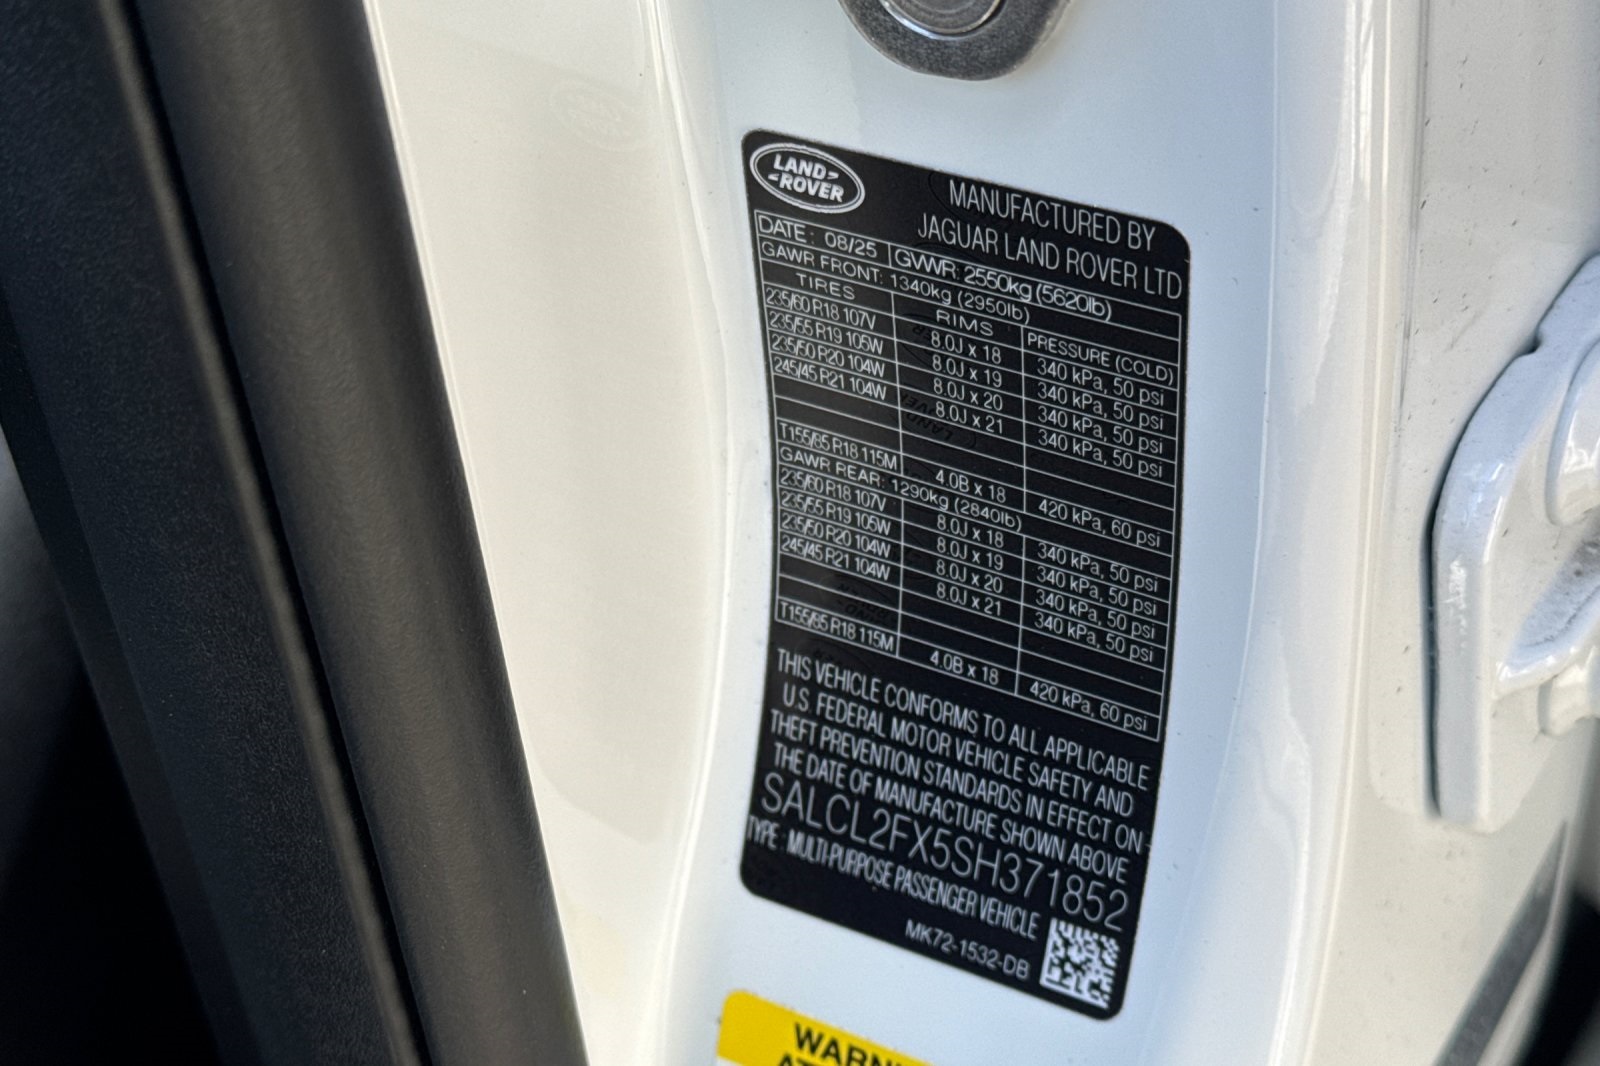 LAND-
-ROVER
MANUFACTURED BY
JAGUAR LAND ROVER LTD
DATE: 08/25 GVWR: 2550kg (5620lb)
GAWR FRONT: 1340kg (2950lb)
TIRES RIMS PRESSURE (COLD)
235/60 R18 107V 8.0J x 18 340 kPa, 50 psi
235/55 R19 105W 8.0J x 19 340 kPa, 50 psi
235/50 R20 104W 8.0J x 20 340 kPa, 50 psi
245/45 R21 104W 8.0J x 21 340 kPa, 50 psi
T155/85 R18 115M 4.0B x 18 420 kPa, 60 psi
GAWR REAR: 1290kg (2840lb)
235/60 R18 107V 8.0J x 18 340 kPa, 50 psi
235/55 R19 105W 8.0J x 19 340 kPa, 50 psi
235/50 R20 104W 8.0J x 20 340 kPa, 50 psi
245/45 R21 104W 8.0J x 21 340 kPa, 50 psi
T155/85 R18 115M 4.0B x 18 420 kPa, 60 psi
THIS VEHICLE CONFORMS TO ALL APPLICABLE
U.S. FEDERAL MOTOR VEHICLE SAFETY AND
THEFT PREVENTION STANDARDS IN EFFECT ON
THE DATE OF MANUFACTURE SHOWN ABOVE
SALCL2FX5SH371852
TYPE: MULTI-PURPOSE PASSENGER VEHICLE
MK72-1532-DB